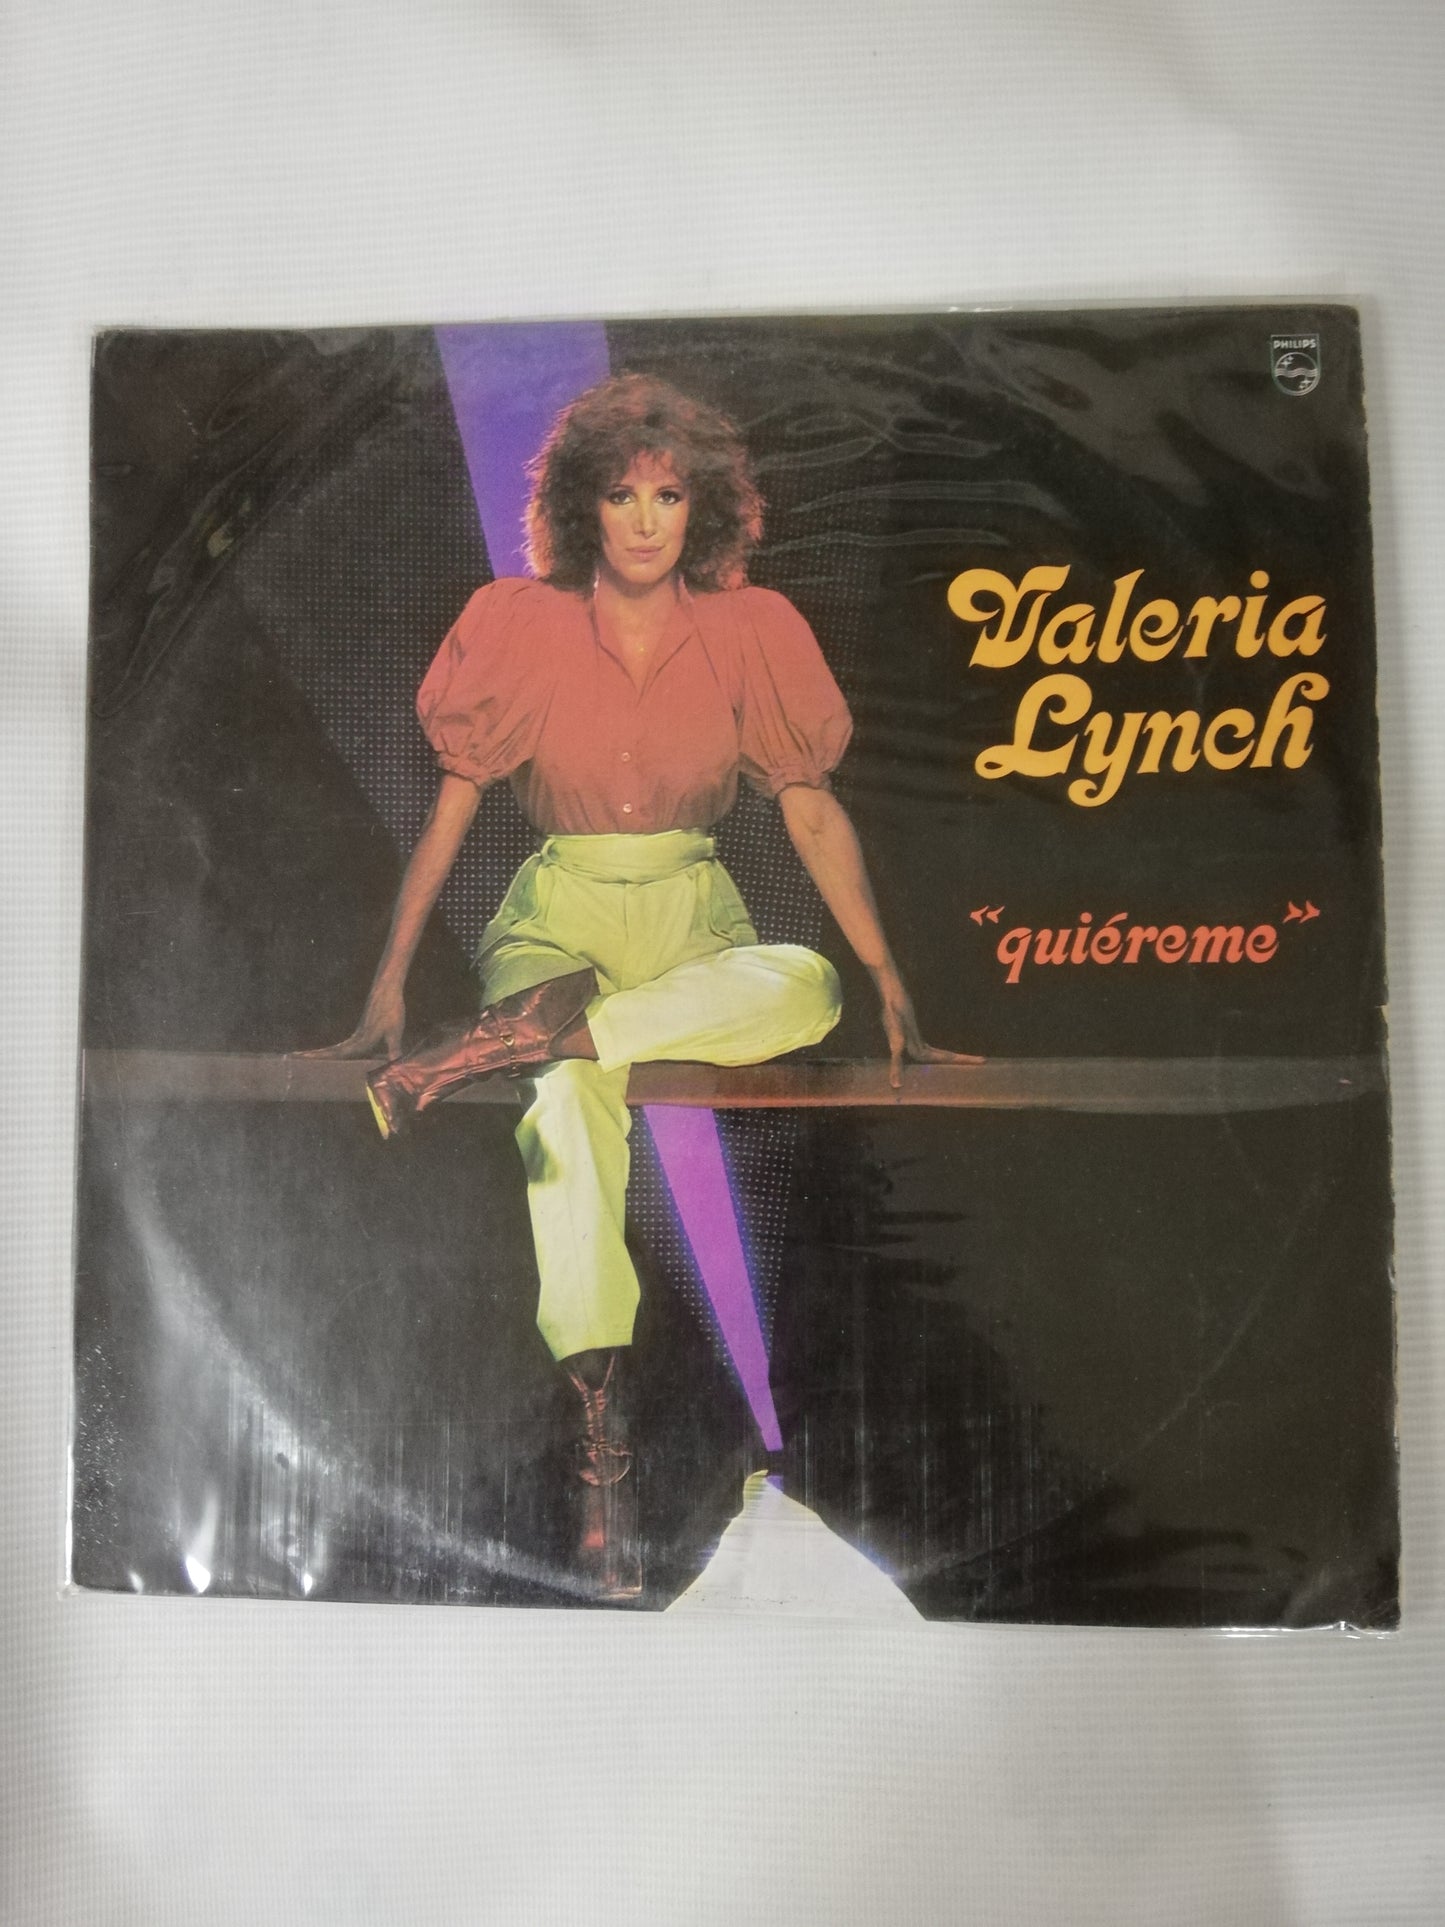 PHILIPS
Valeria
Lynch
"quiéreme"